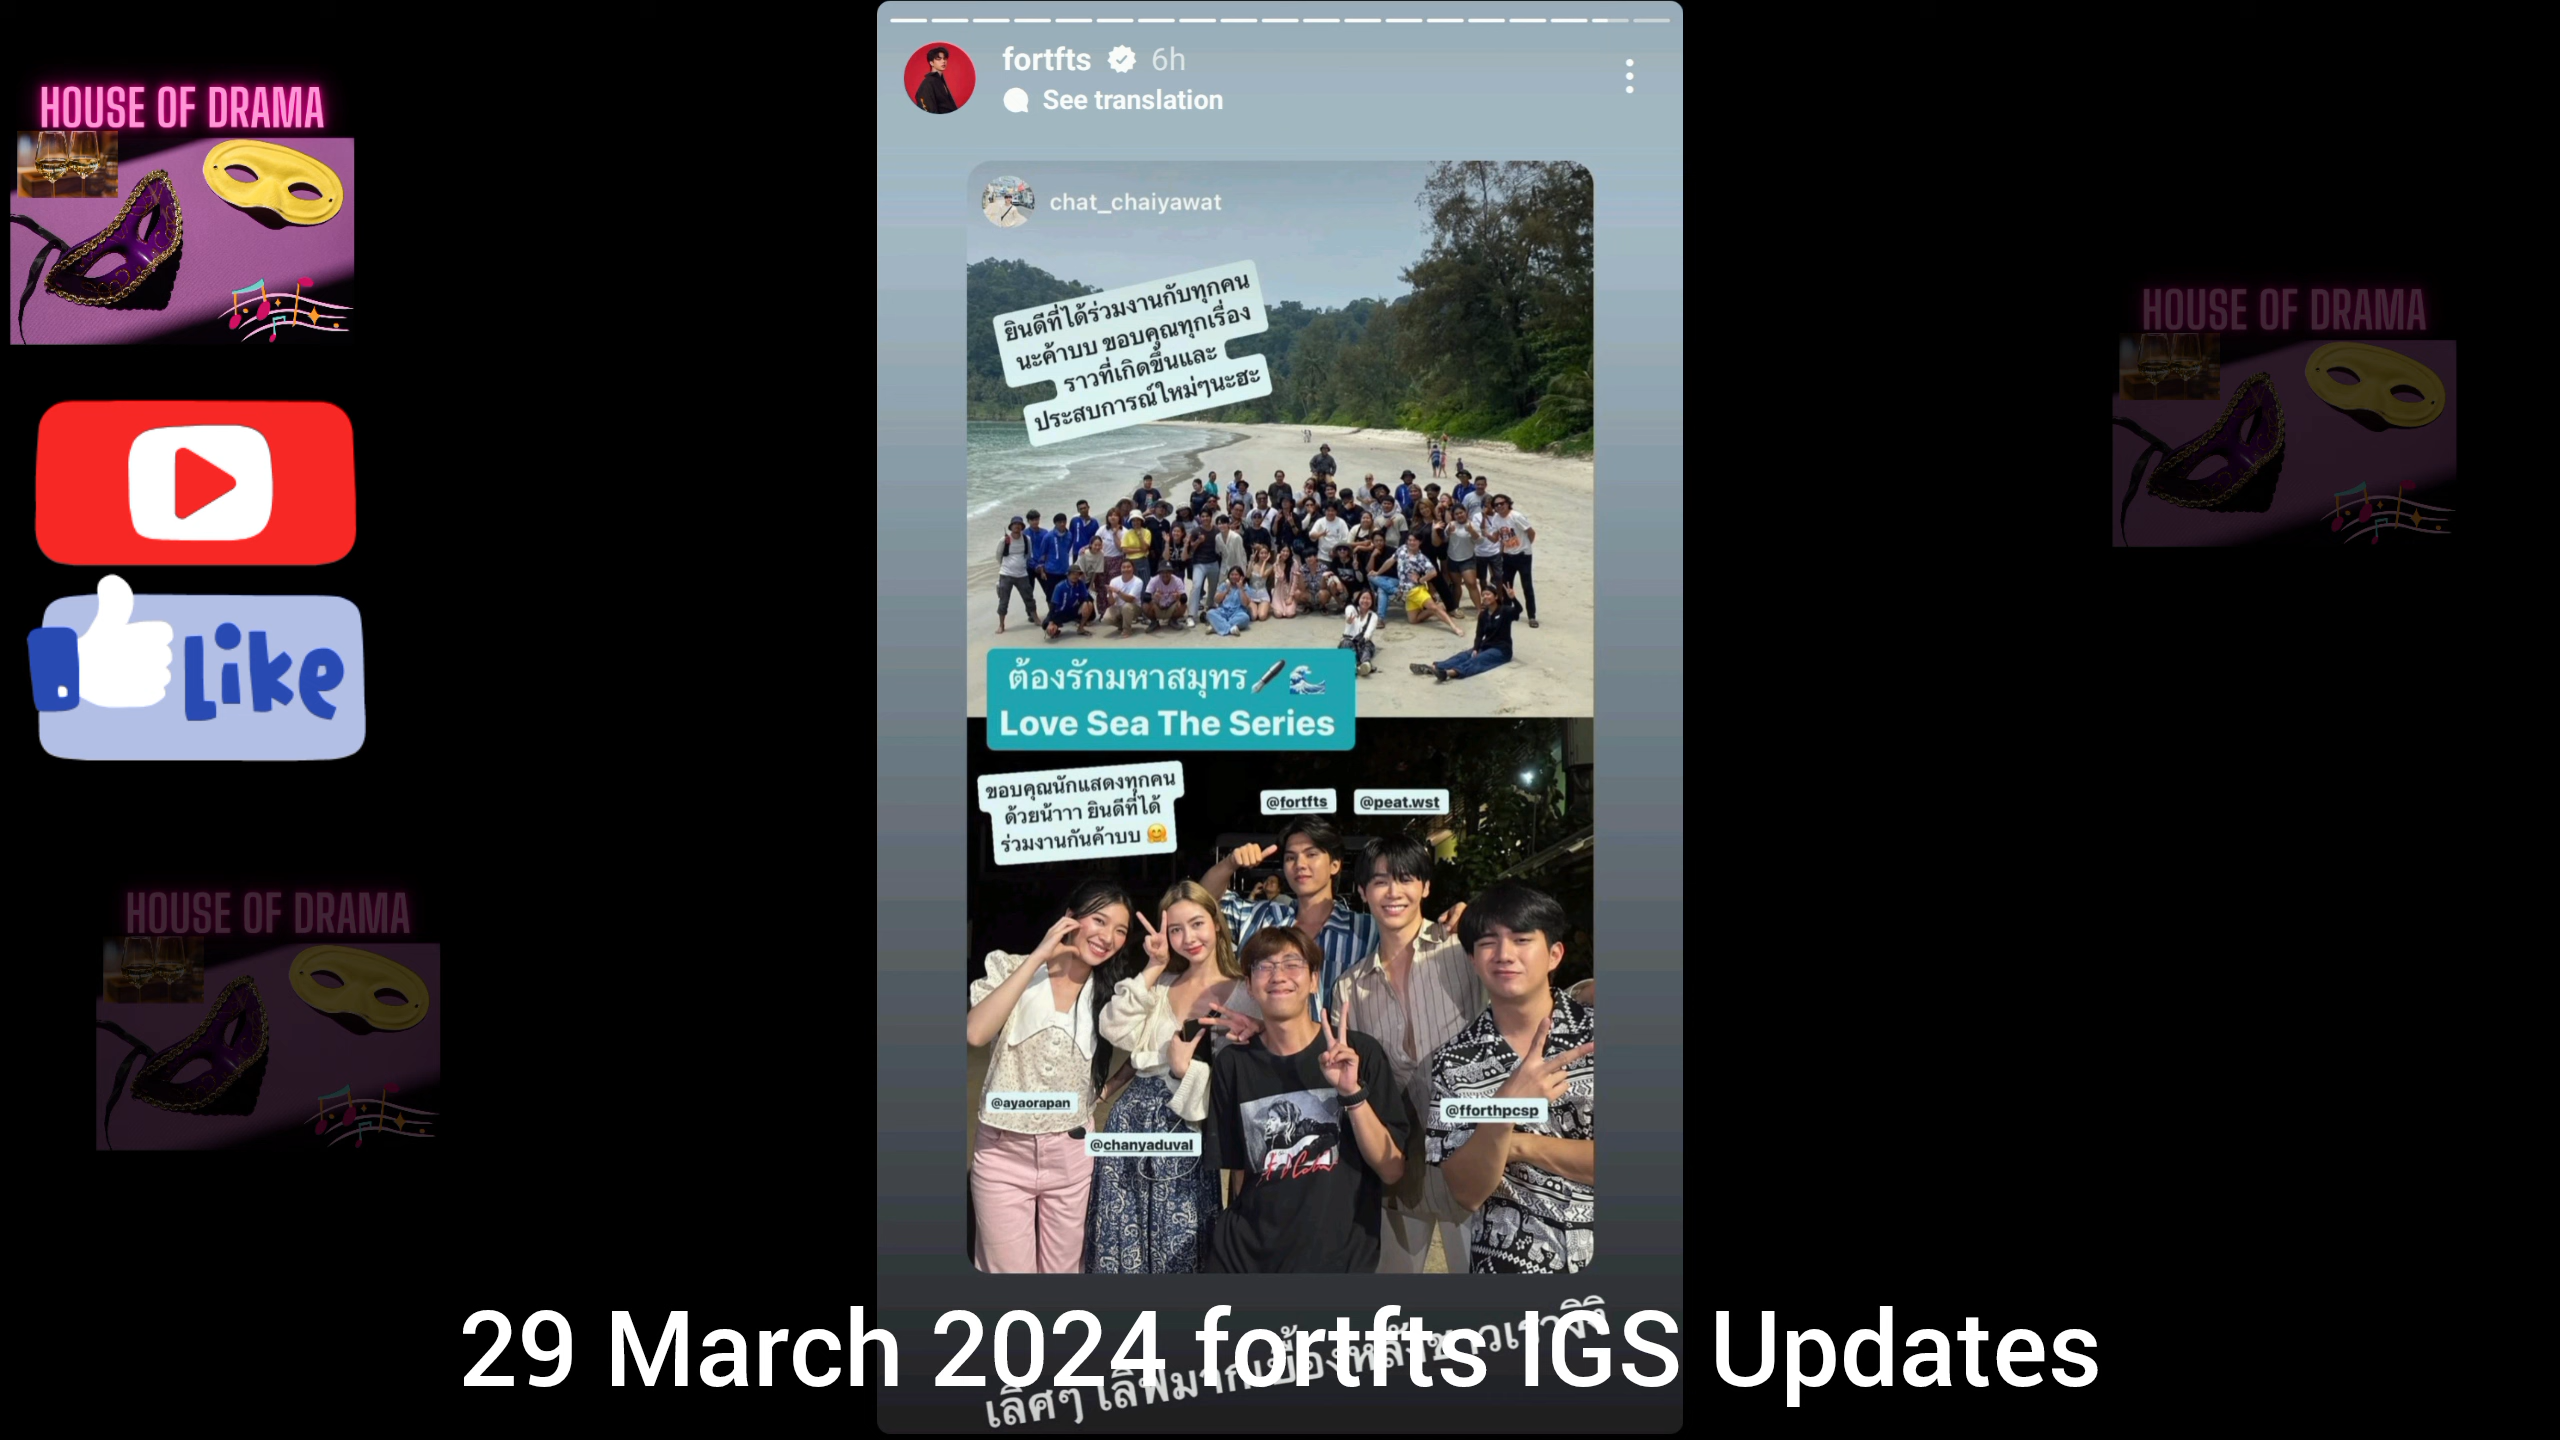 HOUSE OF DRAMA
Like
HOUSE OF DRAMA
HOUSE OF DRAMA
fortfts 6h
See translation
chat_chaiyawat
ยินดีที่ได้ร่วมงานกับทุกคน
นะค้าบบ ขอบคุณทุกเรื่อง
ราวที่เกิดขึ้นและ
ประสบการณ์ใหม่ๆนะฮะ
ต้องรักมหาสมุทร🖋️🌊
Love Sea The Series
ขอบคุณนักแสดงทุกคน
ด้วยน้าาา ยินดีที่ได้
ร่วมงานกันค้าบบ 🤗
@fortfts @peat.wst
@ayaorapan
@chanyaduval
@fforthpcsp
29 March 2024 fortfts IGS Updates
เลิศๆ